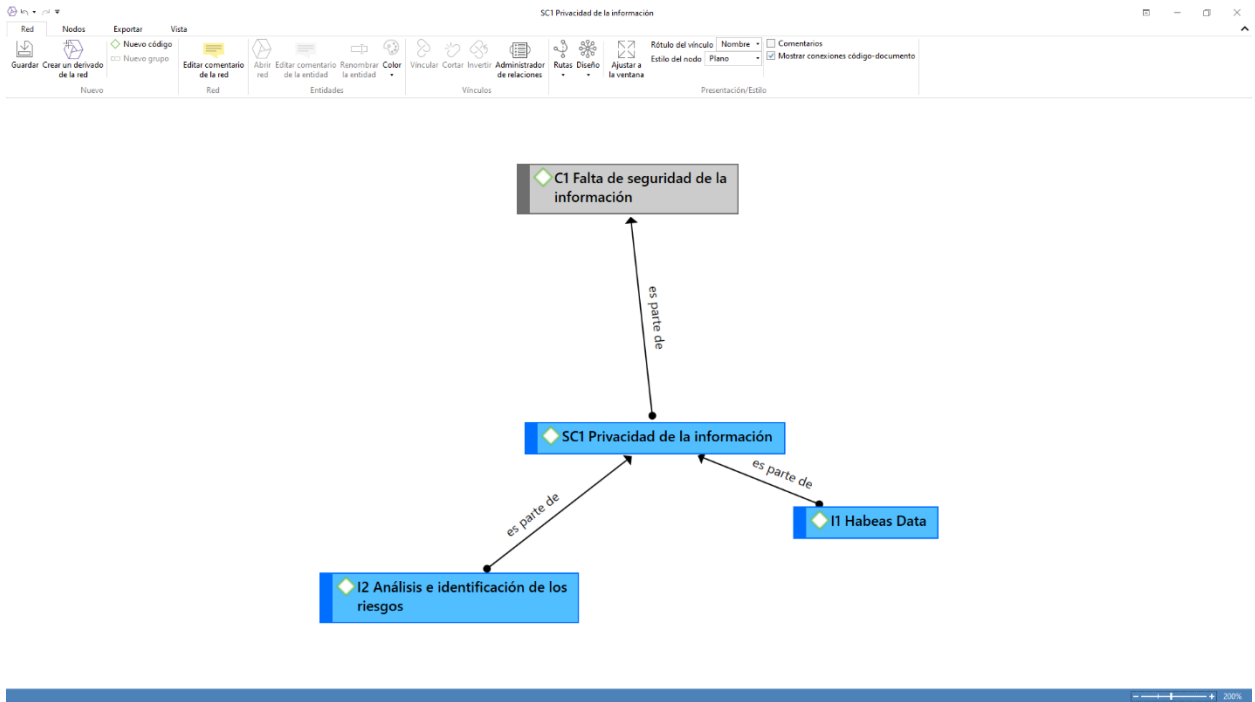 SC1 Privacidad de la información
Red Nodos Exportar Vista
Guardar
Crear un derivado
de la red
Nuevo código
Nuevo grupo
Nuevo
Editar comentario
de la red
Red
Abrir
red
Editar comentario
de la entidad
Renombrar
la entidad
Color
Entidades
Vincular
Cortar
Invertir
Administrador
de relaciones
Vínculos
Rutas
Diseño
Ajustar a
la ventana
Rótulo del vínculo Nombre
Estilo del nodo Plano
Comentarios
Mostrar conexiones código-documento
Presentación/Estilo
C1 Falta de seguridad de la
información
es parte de
SC1 Privacidad de la información
es parte de
es parte de
I1 Habeas Data
I2 Análisis e identificación de los
riesgos
200%